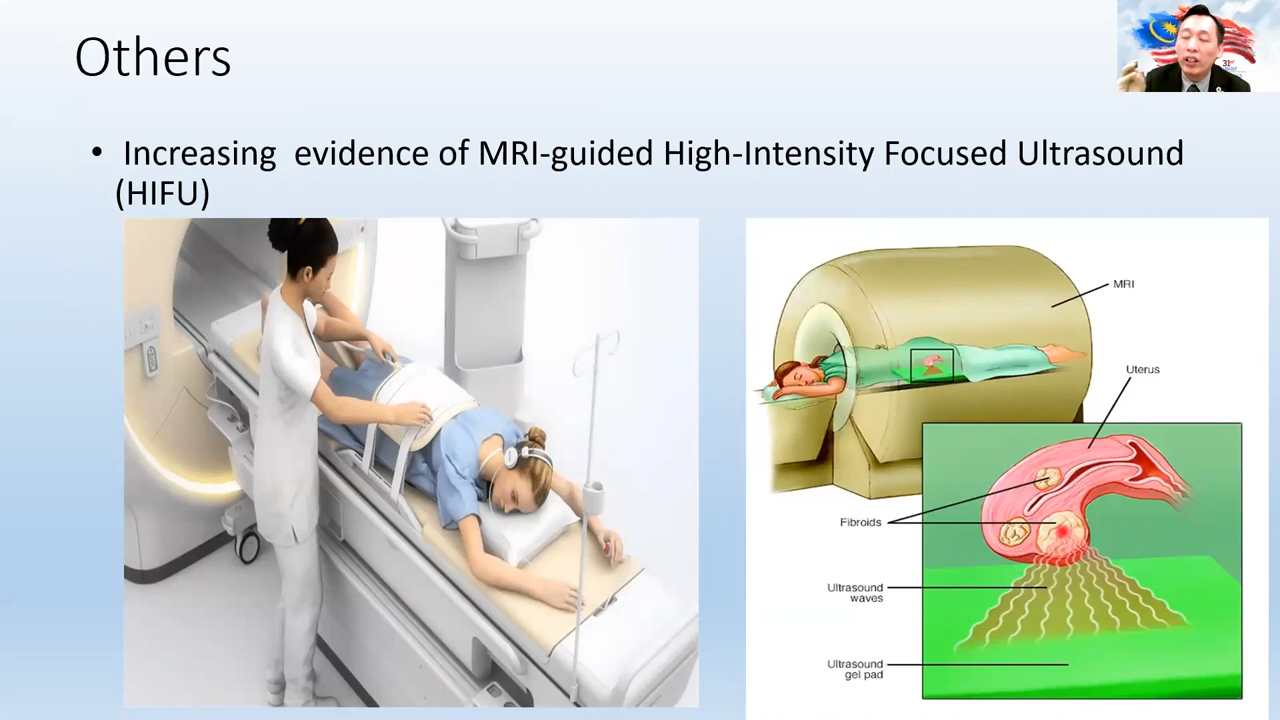 Others
• Increasing evidence of MRI-guided High-Intensity Focused Ultrasound
(HIFU)
31st
MRI
Uterus
Fibroids
Ultrasound
waves
Ultrasound
gel pad